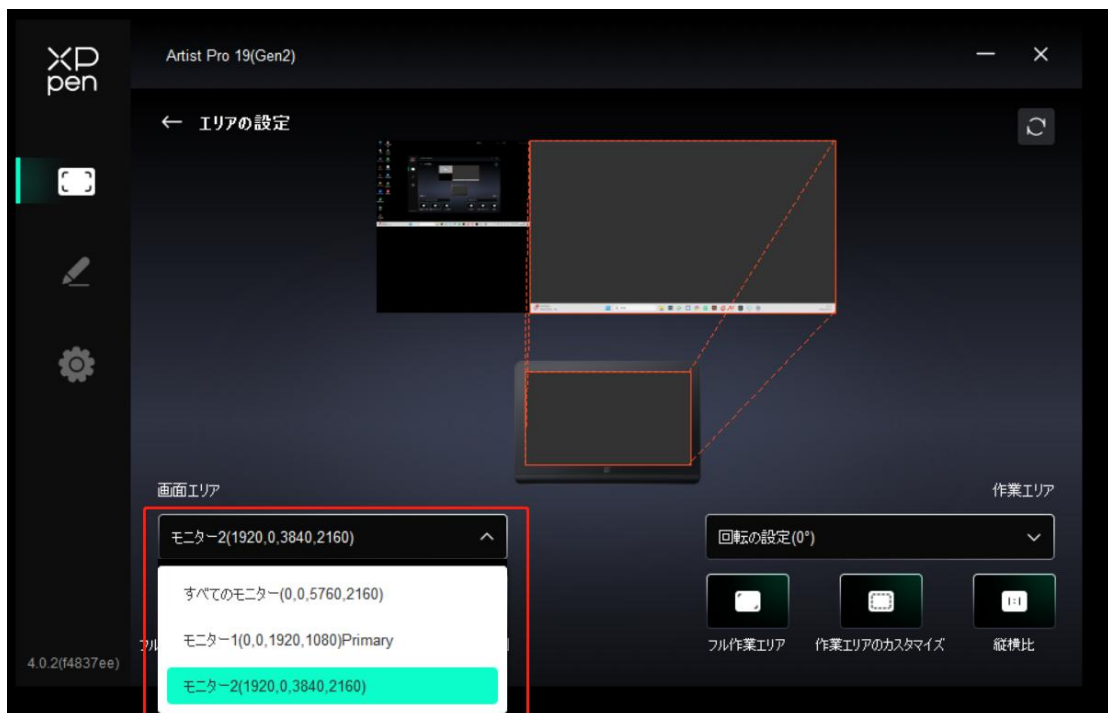 XP
pen
Artist Pro 19(Gen2)
← エリアの設定
画面エリア
作業エリア
モニター2(1920,0,3840,2160)
回転の設定(0°)
すべてのモニター(0,0,5760,2160)
モニター1(0,0,1920,1080)Primary
モニター2(1920,0,3840,2160)
1:1
フル作業エリア
作業エリアのカスタマイズ
縦横比
4.0.2(f4837ee)